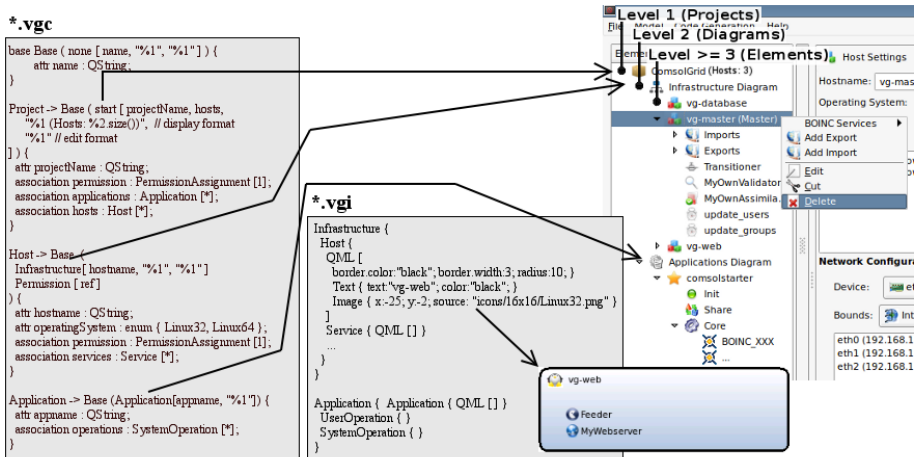 *.vgc
base Base ( none [ name, "%1", "%1" ] ) {
attr name : QString;
}
Project -> Base ( start [ projectName, hosts,
"%1 (Hosts: %2.size())", // display format
"%1" // edit format
] ) {
attr projectName : QString;
association permission : PermissionAssignment [1];
association applications : Application [*];
association hosts : Host [*];
}
Host -> Base (
Infrastructure[ hostname, "%1", "%1" ]
Permission [ ref ]
) {
attr hostname : QString;
attr operatingSystem : enum { Linux32, Linux64 };
association permission : PermissionAssignment [1];
association services : Service [*];
}
Application -> Base (Application[appname, "%1"]) {
attr appname : QString;
association operations : SystemOperation [*];
}
*.vgi
Infrastructure {
Host {
QML [
border.color:"black"; border.width:3; radius:10; }
Text { text:"vg-web"; color:"black"; }
Image { x:-25; y:-2; source: "icons/16x16/Linux32.png" }
]
Service { QML [ ] }
...
}
}
Application { Application { QML [ ] }
UserOperation { }
SystemOperation { }
}
Level 1 (Projects)
File Model Code Generation Help
Level 2 (Diagrams)
Level >= 3 (Elements)
ComsolGrid (Hosts: 3)
Infrastructure Diagram
vg-database
vg-master (Master)
Imports
Exports
Transitioner
MyOwnValidator
MyOwnAssimila.
update_users
update_groups
vg-web
Applications Diagram
comsolstarter
Init
Share
Core
BOINC_XXX
...
Host Settings
Hostname: vg-mas
Operating System:
BOINC Services
Add Export
Add Import
Edit
Cut
Delete
Network Configura
Device: et
Bounds: Int
eth0 (192.168.1
eth1 (192.168.1
eth2 (192.168.1
vg-web
Feeder
MyWebserver